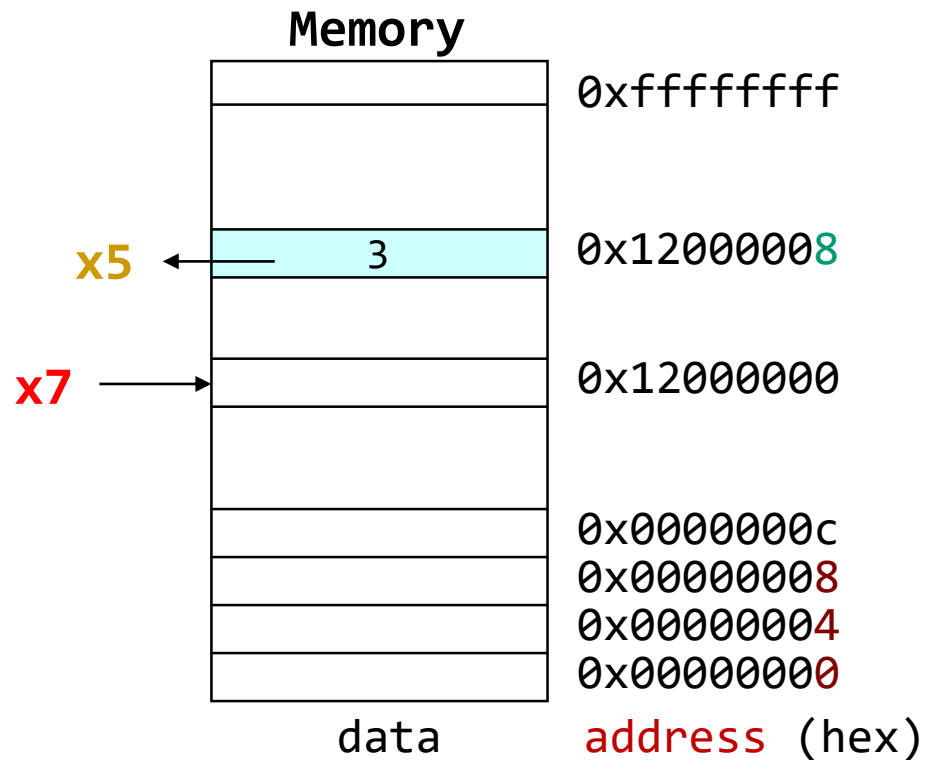 Memory
0xffffffff
x5
3
0x12000008
x7
0x12000000
0x0000000c
0x00000008
0x00000004
0x00000000
data
address (hex)